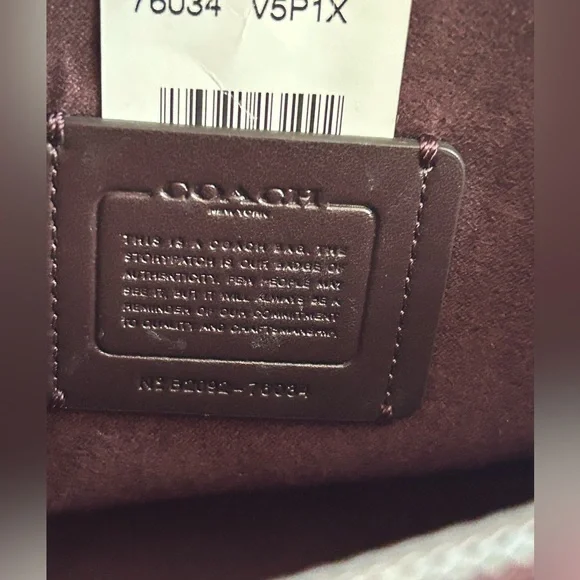 76034 V5P1X
COACH
NEW YORK
THIS IS A COACH BAG. THE
STORYPATCH IS OUR BADGE OF
AUTHENTICITY. FEW PEOPLE MAY
SEE IT, BUT IT WILL ALWAYS BE A
REMINDER OF OUR COMMITMENT
TO QUALITY AND CRAFTSMANSHIP.
Nº B2092-76034